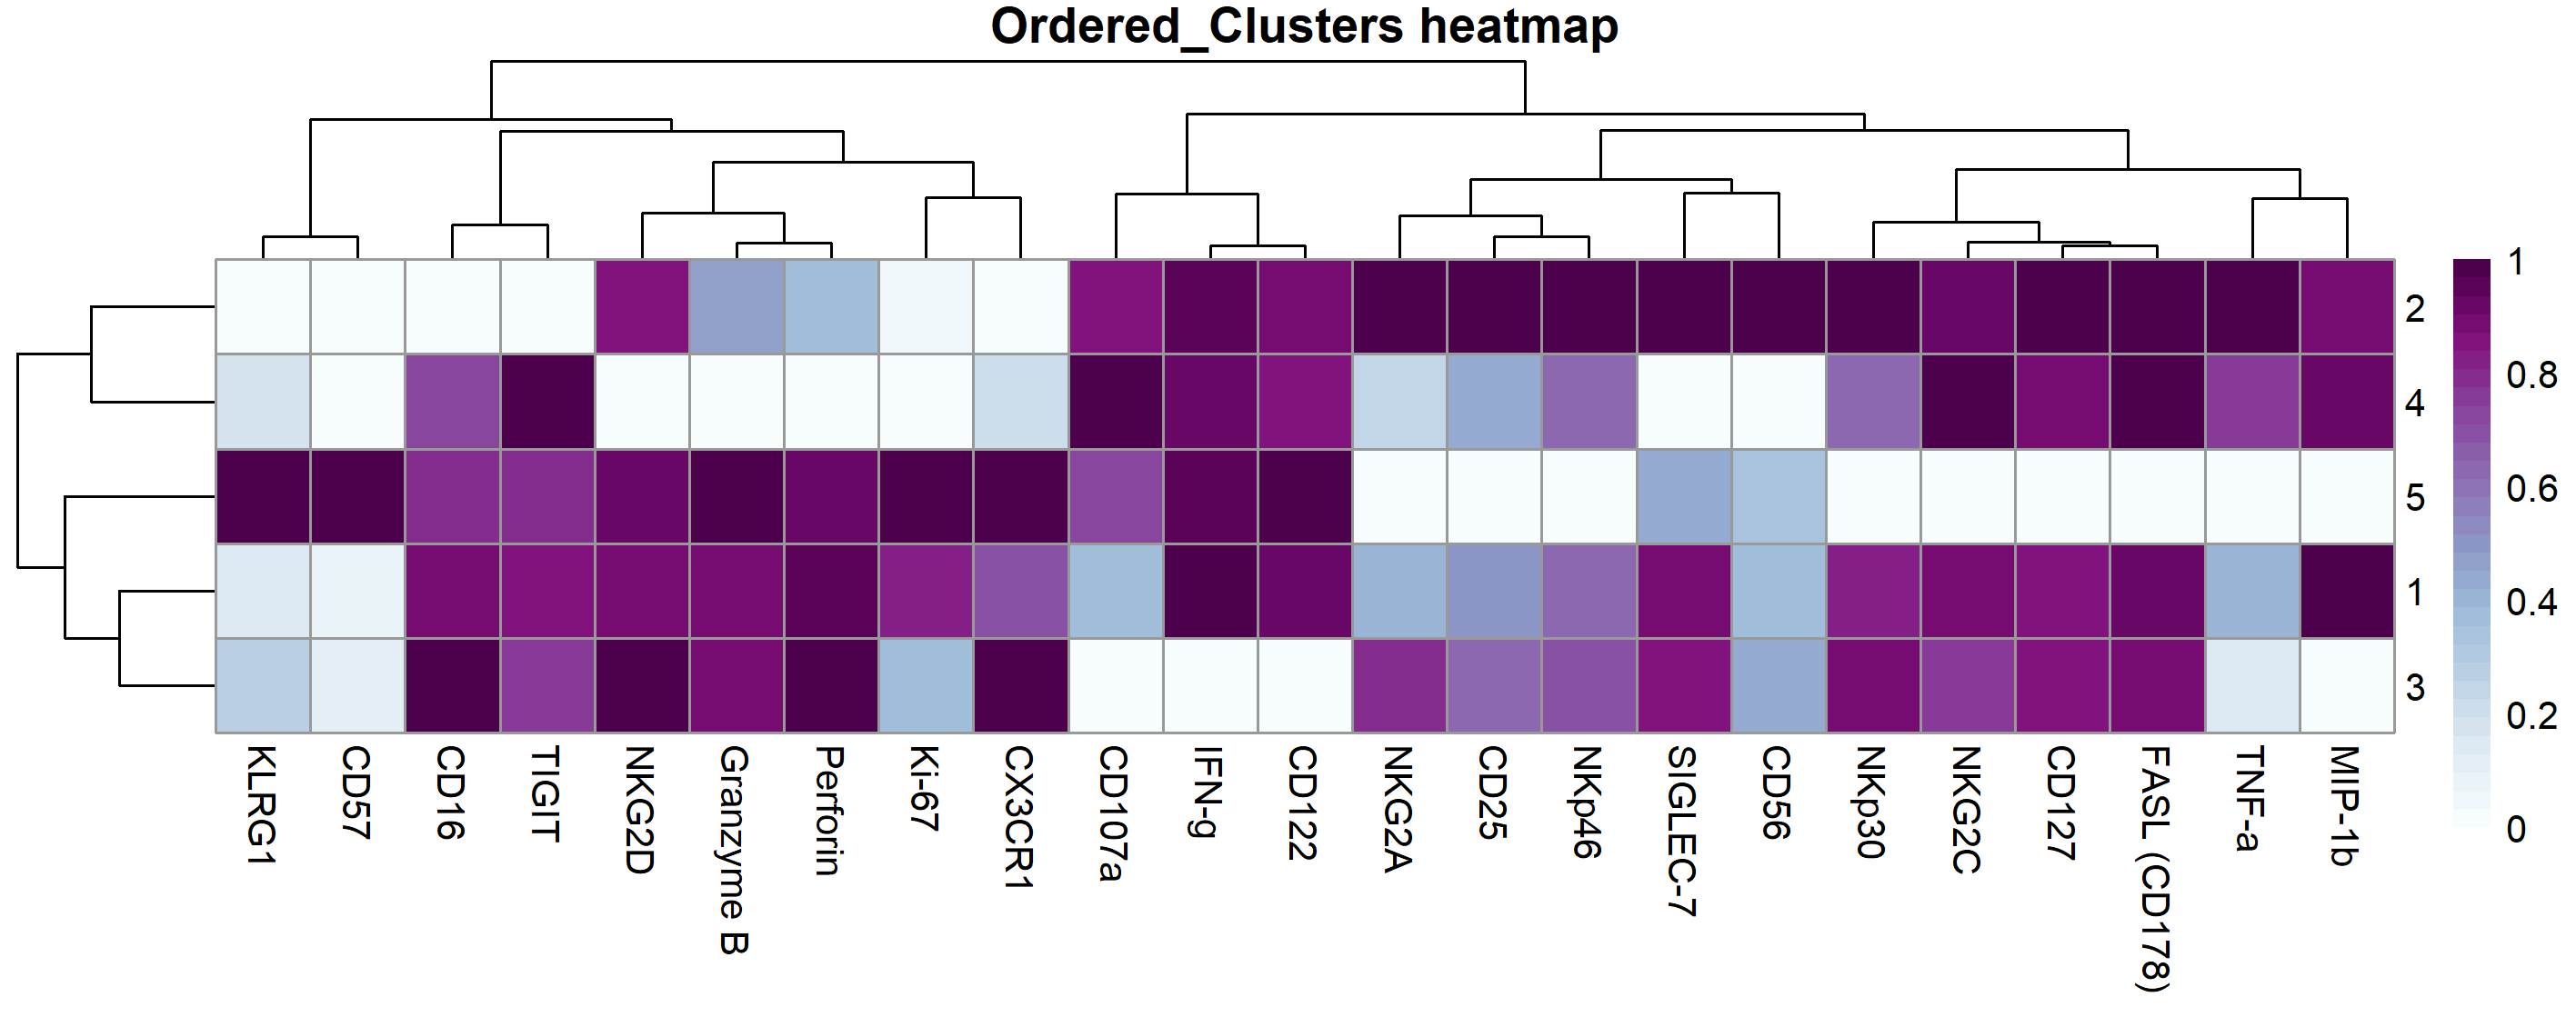 Ordered_Clusters heatmap
2
4
5
1
3
1
0.8
0.6
0.4
0.2
0
KLRG1
CD57
CD16
TIGIT
NKG2D
Granzyme B
Perforin
Ki-67
CX3CR1
CD107a
IFN-g
CD122
NKG2A
CD25
NKp46
SIGLEC-7
CD56
NKp30
NKG2C
CD127
FASL (CD178)
TNF-a
MIP-1b